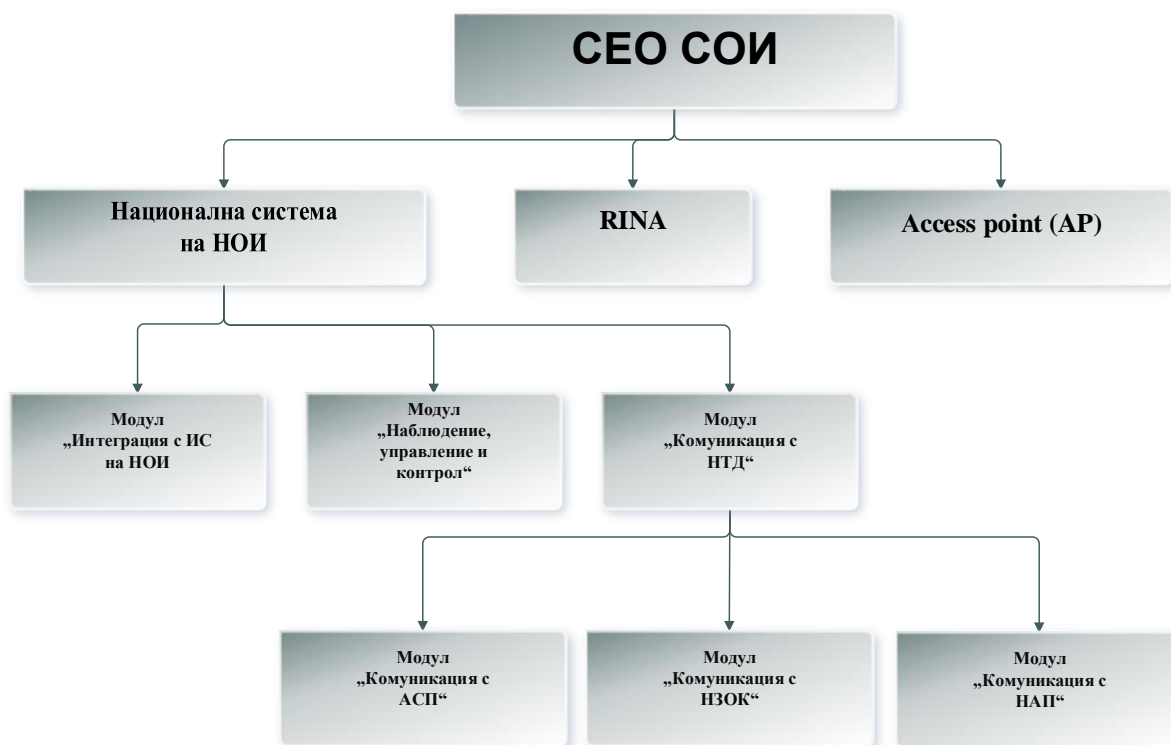 СЕО СОИ
Национална система
на НОИ
RINA
Access point (AP)
Модул
„Интеграция с ИС
на НОИ
Модул
„Наблюдение,
управление и
контрол“
Модул
„Комуникация с
НТД“
Модул
„Комуникация с
АСП“
Модул
„Комуникация с
НЗОК“
Модул
„Комуникация с
НАП“